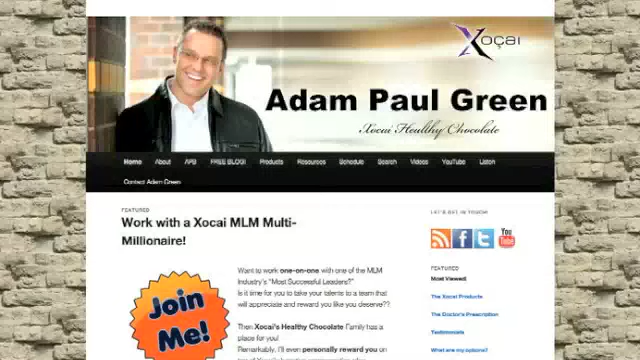 Xoçai
Adam Paul Green
Xocai Healthy Chocolate
Home About APG FREE BLOG! Products Resources Schedule Search Videos YouTube Listen
Contact Adam Green
FEATURED
Work with a Xocai MLM Multi-
Millionaire!
Join
Me!
Want to work one-on-one with one of the MLM
Industry's "Most Successful Leaders?"
Is it time for you to take your talents to a team that
will appreciate and reward you like you deserve??
Then Xocai's Healthy Chocolate Family has a
place for you!
Remarkably, I'll even personally reward you on
LET'S GET IN TOUCH!
You
Tube
FEATURED
Most Viewed:
The Xocai Products
The Doctor's Prescription
Testimonials
What are my options?